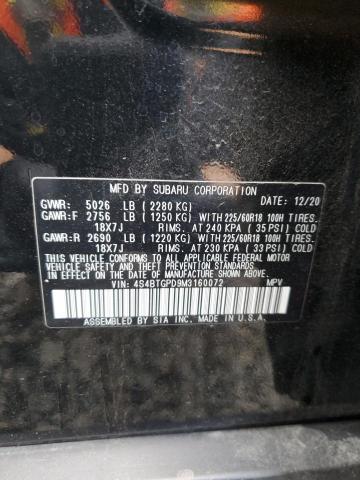 MFD BY SUBARU CORPORATION
DATE: 12/20
GVWR: 5026 LB (2280 KG)
GAWR:F 2756 LB (1250 KG) WITH 225/60R18 100H TIRES.
18X7J RIMS. AT 240 KPA (35 PSI) COLD
GAWR:R 2690 LB (1220 KG) WITH 225/60R18 100H TIRES.
18X7J RIMS. AT 230 KPA (33 PSI) COLD
THIS VEHICLE CONFORMS TO ALL APPLICABLE FEDERAL MOTOR
VEHICLE SAFETY
IN EFFECT ON THE DATE OF MANUFACTURE SHOWN ABOVE.
VIN: 4S4BTGPD9M3160072 MPV
ASSEMBLED BY SIA INC. MADE IN U.S.A.